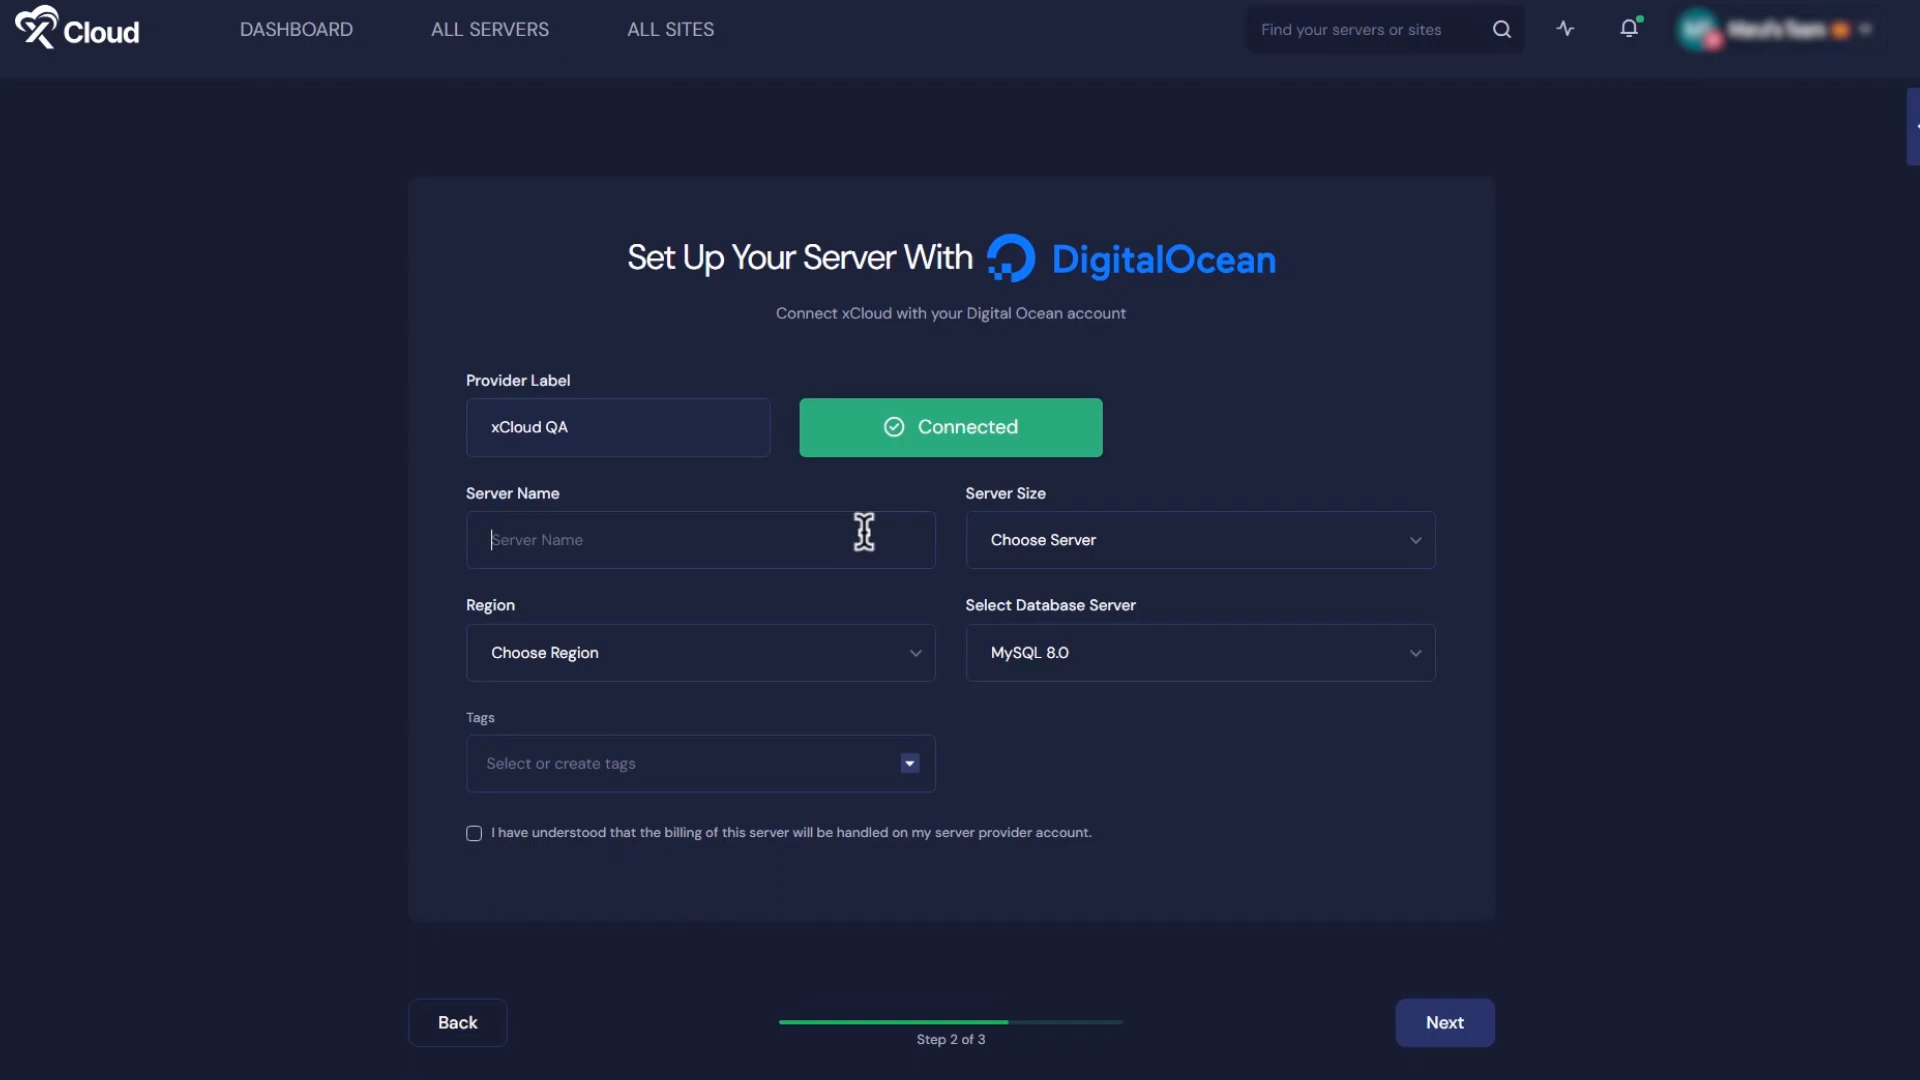 xCloud
DASHBOARD
ALL SERVERS
ALL SITES
Find your servers or sites
Set Up Your Server With DigitalOcean
Connect xCloud with your Digital Ocean account
Provider Label
xCloud QA
Connected
Server Name
Server Size
Server Name
Choose Server
Region
Select Database Server
Choose Region
MySQL 8.0
Tags
Select or create tags
I have understood that the billing of this server will be handled on my server provider account.
Back
Step 2 of 3
Next